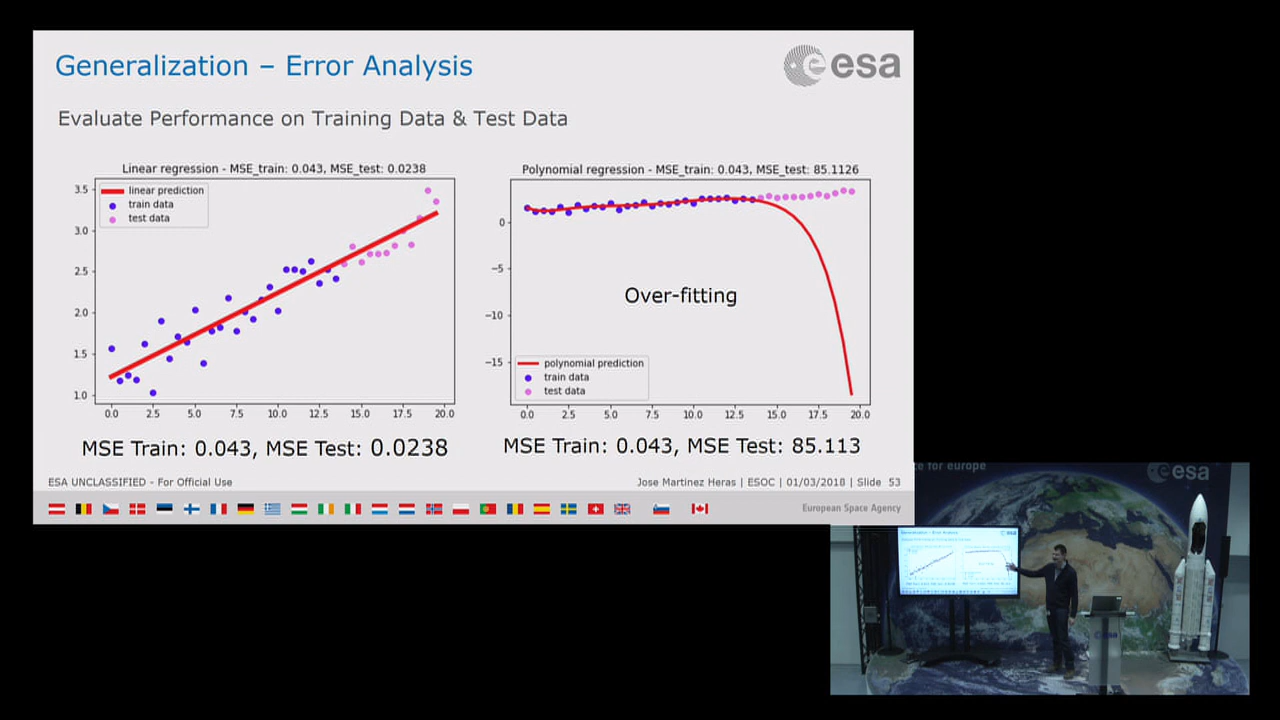 Generalization – Error Analysis
esa
Evaluate Performance on Training Data & Test Data
Linear regression - MSE_train: 0.043, MSE_test: 0.0238
3.5
3.0
2.5
2.0
1.5
1.0
linear prediction
train data
test data
0.0 2.5 5.0 7.5 10.0 12.5 15.0 17.5 20.0
MSE Train: 0.043, MSE Test: 0.0238
Polynomial regression - MSE_train: 0.043, MSE_test: 85.1126
0
−5
−10
−15
Over-fitting
polynomial prediction
train data
test data
0.0 2.5 5.0 7.5 10.0 12.5 15.0 17.5 20.0
MSE Train: 0.043, MSE Test: 85.113
ESA UNCLASSIFIED - For Official Use
Jose Martinez Heras | ESOC | 01/03/2018 | Slide 53
European Space Agency
for europe
esa
Generalization – Error Analysis
esa